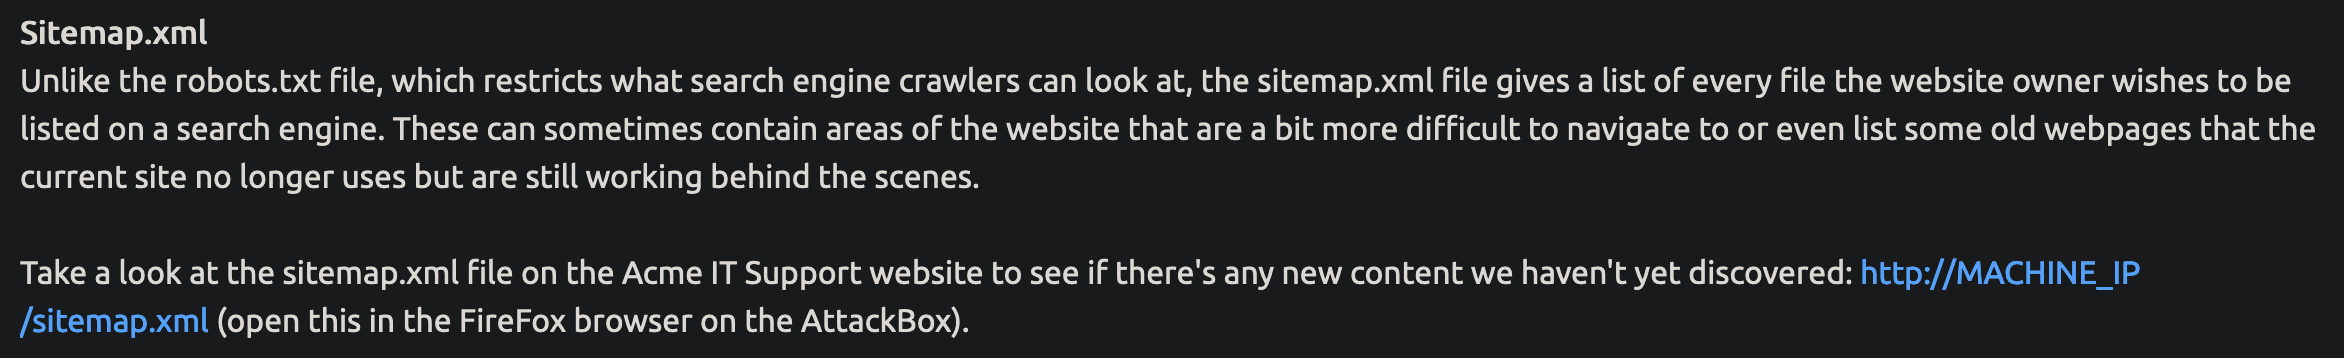 Sitemap.xml
Unlike the robots.txt file, which restricts what search engine crawlers can look at, the sitemap.xml file gives a list of every file the website owner wishes to be
listed on a search engine. These can sometimes contain areas of the website that are a bit more difficult to navigate to or even list some old webpages that the
current site no longer uses but are still working behind the scenes.
Take a look at the sitemap.xml file on the Acme IT Support website to see if there's any new content we haven't yet discovered: http://MACHINE_IP
/sitemap.xml (open this in the FireFox browser on the AttackBox).